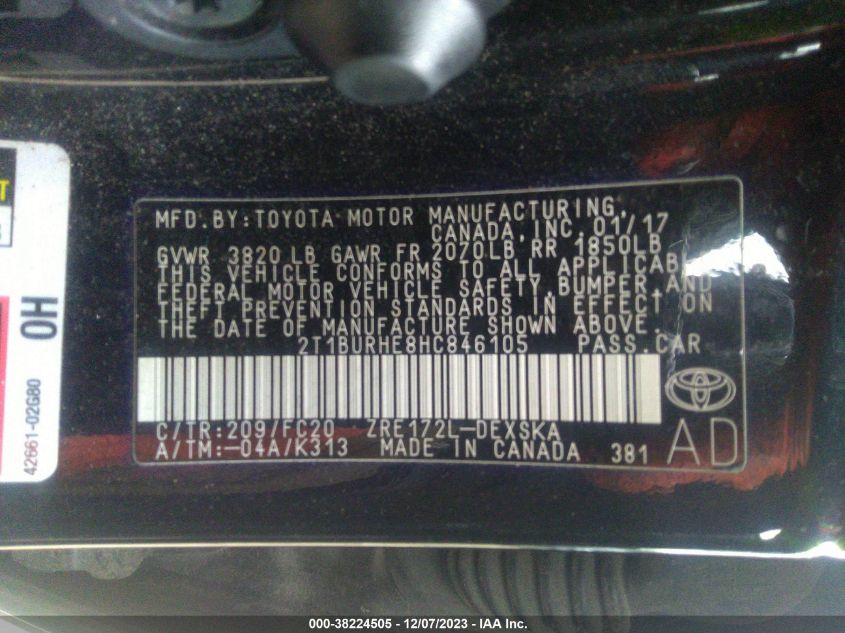 MFD.BY:TOYOTA MOTOR MANUFACTURING,
CANADA, INC. 01/17
GVWR 3820 LB GAWR FR 2070LB RR 1850LB
THIS VEHICLE CONFORMS TO ALL APPLICABL
FEDERAL MOTOR VEHICLE SAFETY, BUMPER AND
THEFT PREVENTION STANDARDS IN EFFECT ON
THE DATE OF MANUFACTURE SHOWN ABOVE.
2T1BURHE8HC846105 PASS.CAR
C/TR:209/FC20 ZRE172L-DEXSKA
A/TM:-04A/K313 MADE IN CANADA 381
AD
0H
42661-02G80
000-38224505 - 12/07/2023 - IAA Inc.